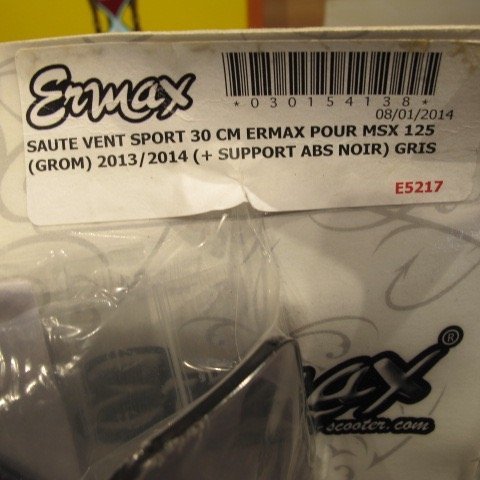 Ermax
*030154138*
08/01/2014
SAUTE VENT SPORT 30 CM ERMAX POUR MSX 125
(GROM) 2013/2014 (+ SUPPORT ABS NOIR) GRIS
E5217
max®
-scooter.com